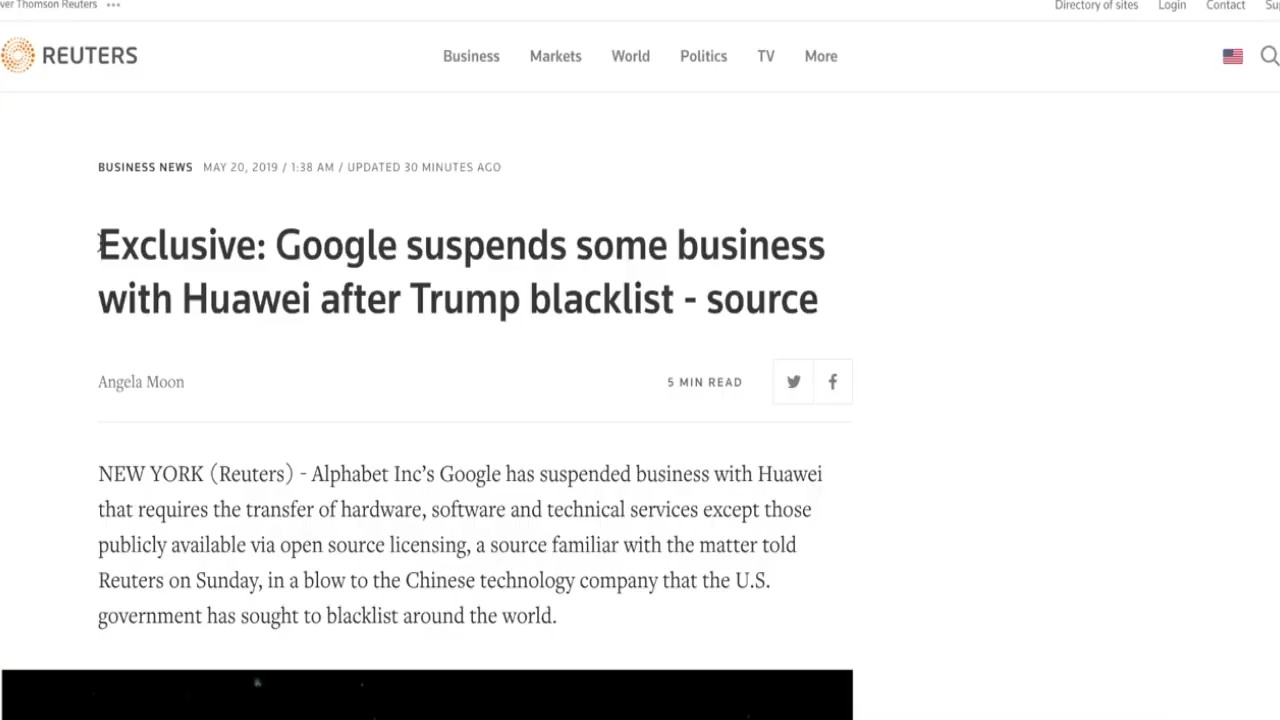 ver Thomson Reuters •••
Directory of sites Login Contact Su
REUTERS
Business Markets World Politics TV More
BUSINESS NEWS MAY 20, 2019 / 1:38 AM / UPDATED 30 MINUTES AGO
Exclusive: Google suspends some business
with Huawei after Trump blacklist - source
Angela Moon
5 MIN READ
NEW YORK (Reuters) - Alphabet Inc’s Google has suspended business with Huawei
that requires the transfer of hardware, software and technical services except those
publicly available via open source licensing, a source familiar with the matter told
Reuters on Sunday, in a blow to the Chinese technology company that the U.S.
government has sought to blacklist around the world.